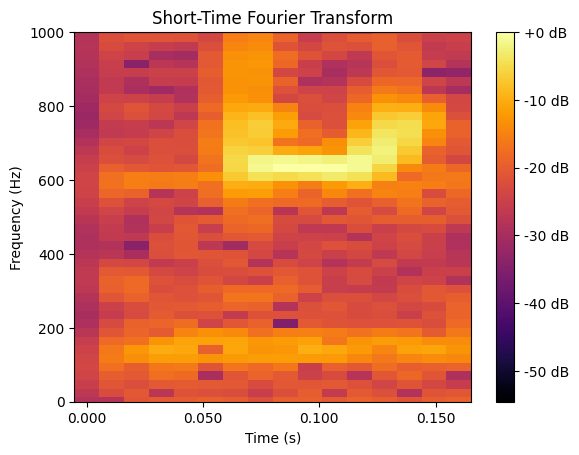 Short-Time Fourier Transform
1000
800
600
400
200
0
Frequency (Hz)
0.000
0.050
0.100
0.150
Time (s)
+0 dB
-10 dB
-20 dB
-30 dB
-40 dB
-50 dB